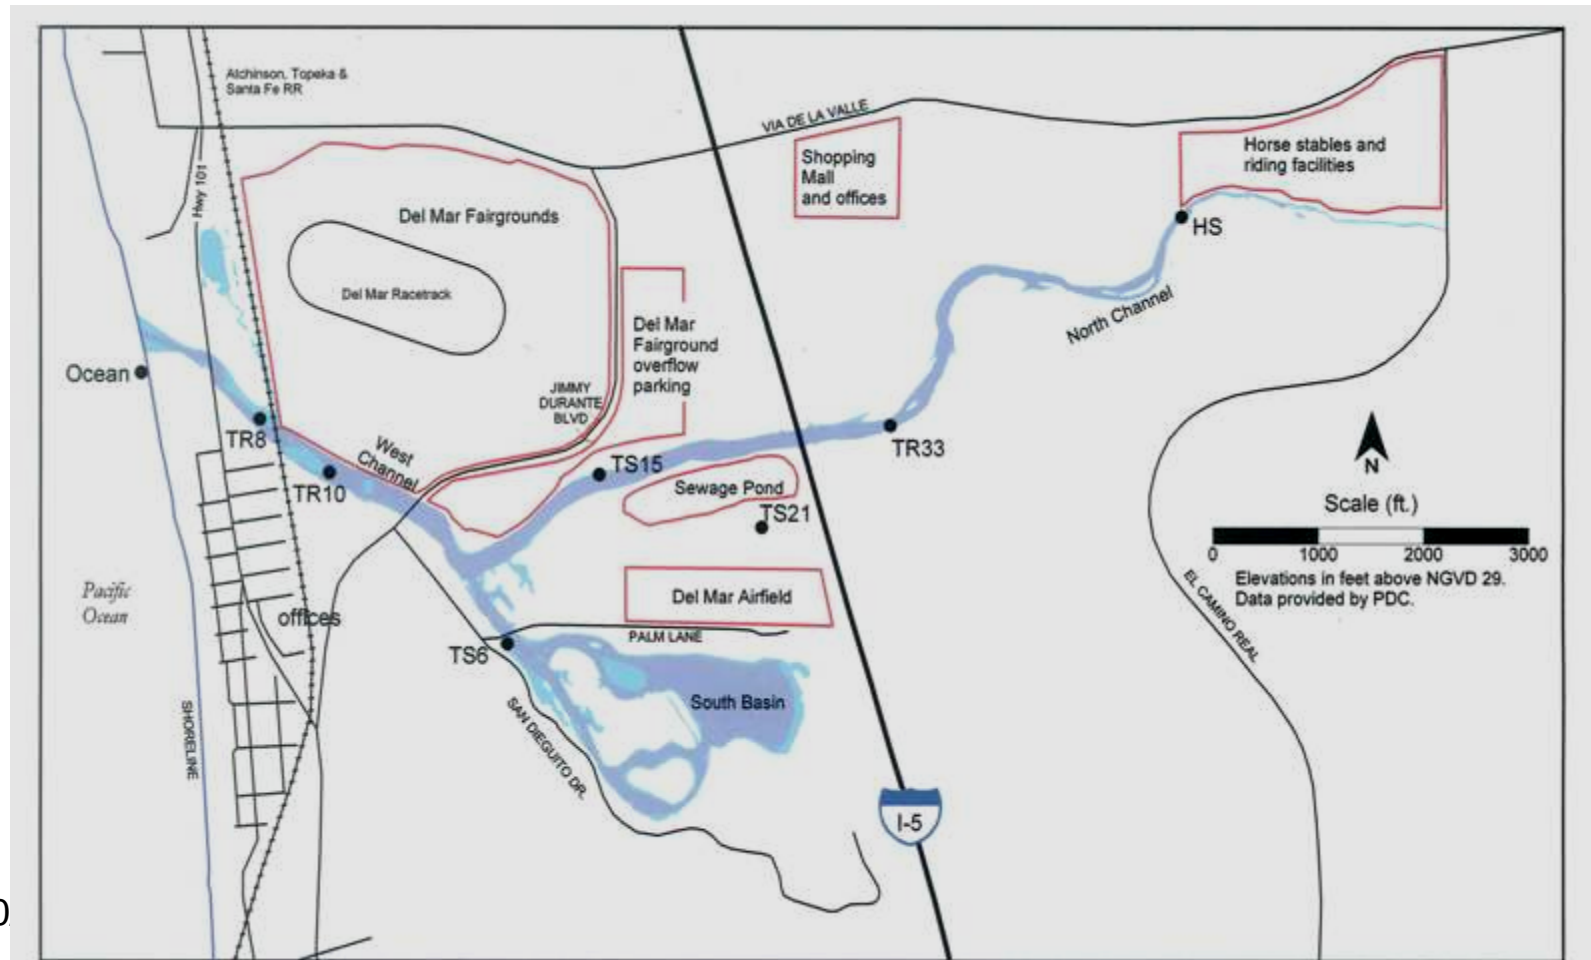 Atchinson, Topeka &
Santa Fe RR
VIA DE LA VALLE
Shopping
Mall
and offices
Horse stables and
riding facilities
Hwy 101
Del Mar Fairgrounds
HS
Del Mar Racetrack
North Channel
Del Mar
Fairground
overflow
parking
Ocean
JIMMY
DURANTE
BLVD
TR8
West
Channel
TR33
TS15
N
TR10
Sewage Pond
TS21
Scale (ft.)
0 1000 2000 3000
Elevations in feet above NGVD 29.
Data provided by PDC.
Pacific
Ocean
EL CAMINO REAL
Del Mar Airfield
offices
PALM LANE
TS6
South Basin
SAN DIEGUITO DR.
SHORELINE
I-5
0